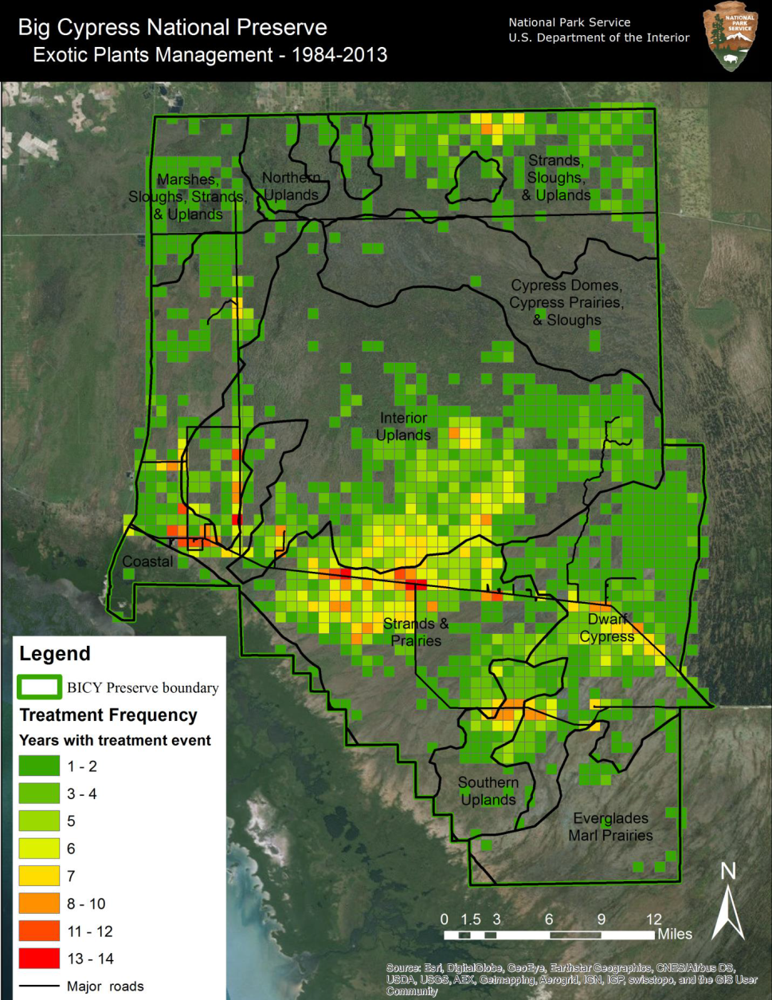 Big Cypress National Preserve
Exotic Plants Management - 1984-2013
National Park Service
U.S. Department of the Interior
NATIONAL
PARK
SERVICE
Marshes,
Sloughs, Strands,
& Uplands
Northern
Uplands
Strands,
Sloughs,
& Uplands
Cypress Domes,
Cypress Prairies,
& Sloughs
Interior
Uplands
Coastal
Strands &
Prairies
Dwarf
Cypress
Southern
Uplands
Everglades
Marl Prairies
Legend
BICY Preserve boundary
Treatment Frequency
Years with treatment event
1 - 2
3 - 4
5
6
7
8 - 10
11 - 12
13 - 14
Major roads
N
0 1.5 3 6 9 12
Miles
Source: Esri, DigitalGlobe, GeoEye, Earthstar Geographics, CNES/Airbus DS,
USDA, USGS, AEX, Getmapping, Aerogrid, IGN, IGP, swisstopo, and the GIS User
Community